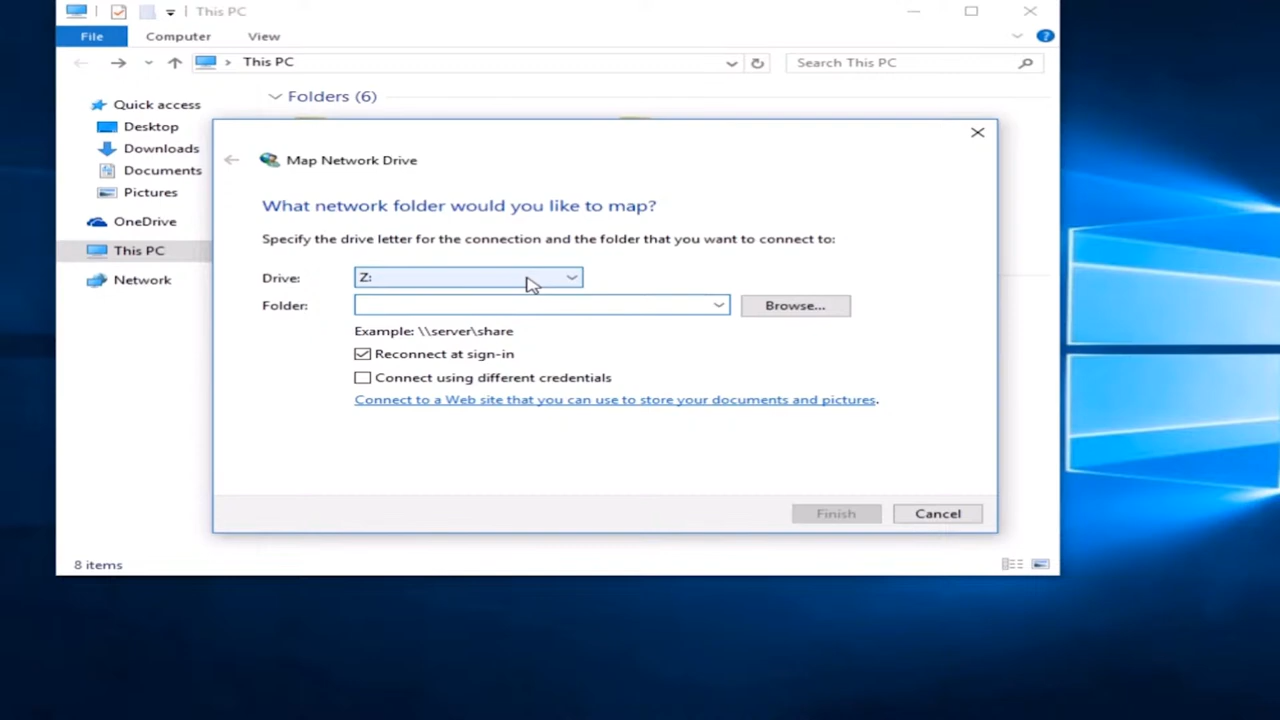 This PC
File Computer View
This PC
Search This PC
Quick access
Desktop
Downloads
Documents
Pictures
OneDrive
This PC
Network
Folders (6)
Map Network Drive
What network folder would you like to map?
Specify the drive letter for the connection and the folder that you want to connect to:
Drive: Z:
Folder: Browse...
Example: \\server\share
Reconnect at sign-in
Connect using different credentials
Connect to a Web site that you can use to store your documents and pictures.
Finish Cancel
8 items